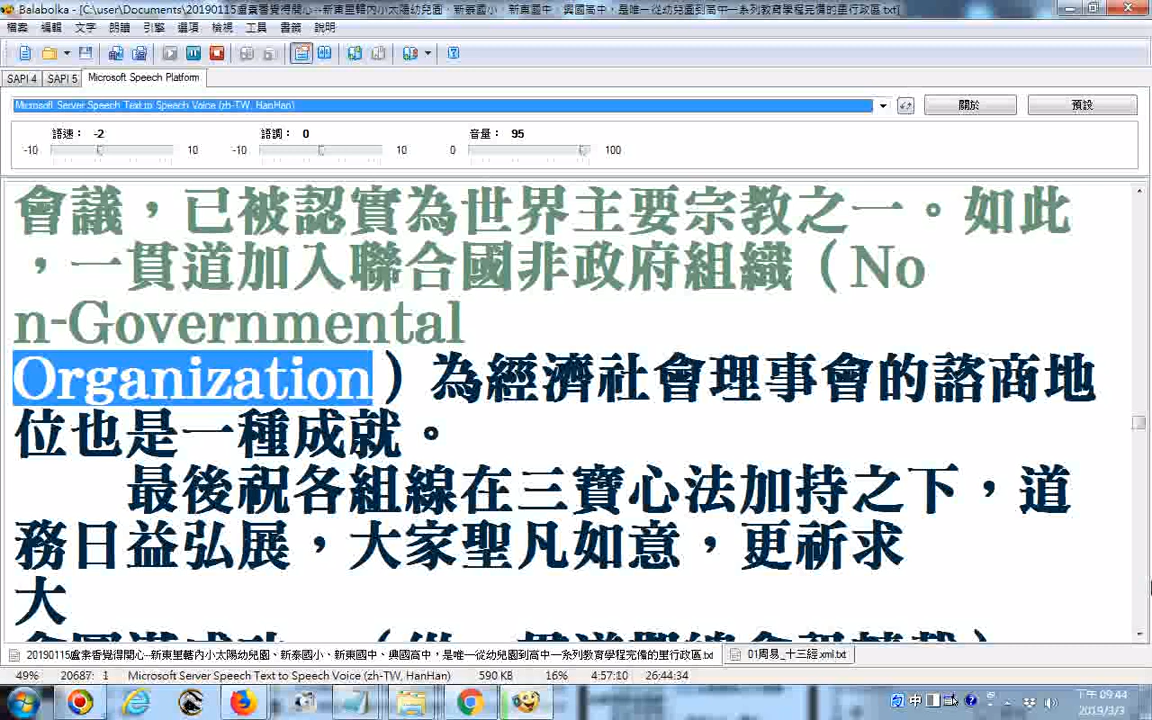 Balabolka - [C:\user\Documents\20190115盧素香覺得開心--新東里轄內小太陽幼兒園、新泰國小、新東國中、興國高中，是唯一從幼兒園到高中一系列教育學程完備的里行政區.txt]
檔案 編輯 文字 朗讀 引擎 選項 檢視 工具 書籤 說明
SAPI 4 SAPI 5 Microsoft Speech Platform
Microsoft Server Speech Text to Speech Voice (zh-TW, HanHan) 關於 預設
語速： -2 語調： 0 音量： 95
-10 10 -10 10 0 100
會議，已被認實為世界主要宗教之一。如此
，一貫道加入聯合國非政府組織（No
n-Governmental
Organization）為經濟社會理事會的諮商地
位也是一種成就。
最後祝各組線在三寶心法加持之下，道
務日益弘展，大家聖凡如意，更祈求
大
20190115盧素香覺得開心--新東里轄內小太陽幼兒園、新泰國小、新東國中、興國高中，是唯一從幼兒園到高中一系列教育學程完備的里行政區.txt 01周易_十三經.xml.txt
49% 20687: 1 Microsoft Server Speech Text to Speech Voice (zh-TW, HanHan) 590 KB 16% 4:57:10 26:44:34
中 下午 09:44
2019/3/3